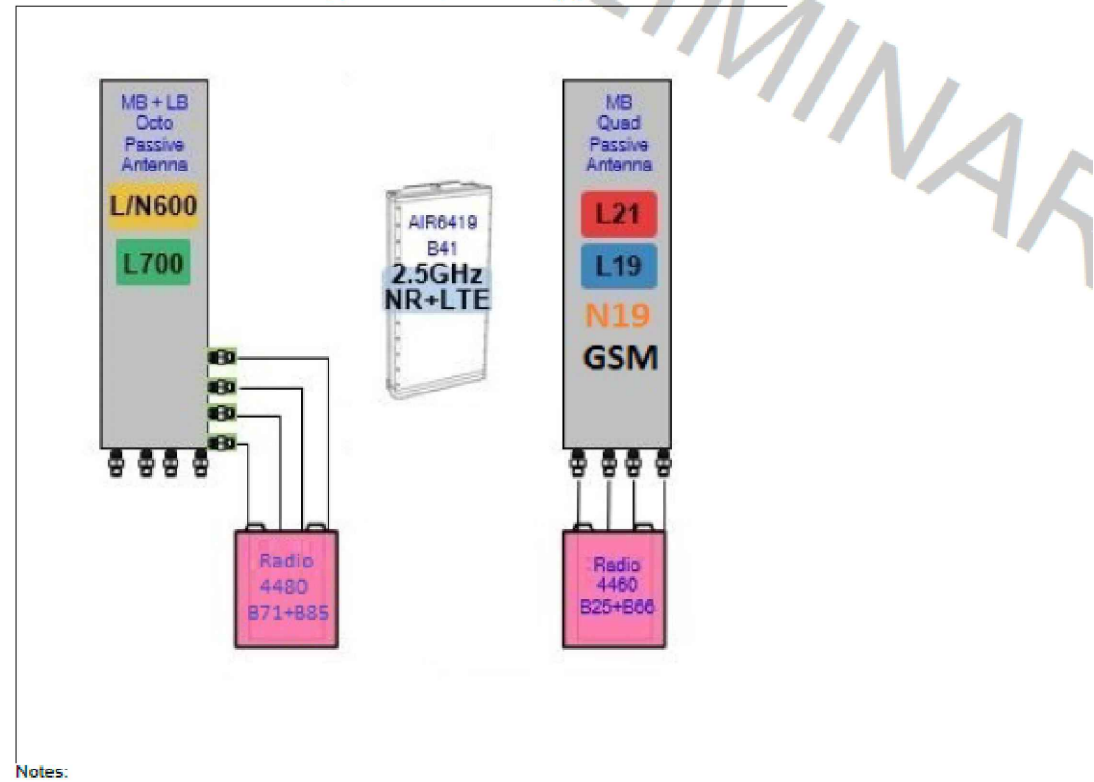 MB + LB
Octo
Passive
Antenna
L/N600
L700
AIR6419
B41
2.5GHz
NR+LTE
MB
Quad
Passive
Antenna
L21
L19
N19
GSM
Radio
4480
B71+B85
Radio
4460
B25+B66
Notes: